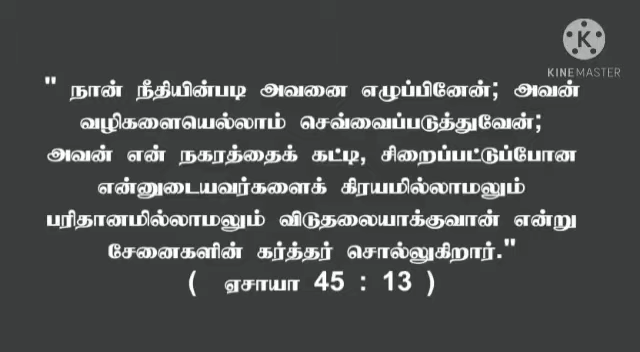 KINEMASTER
" நான் நீதியின்படி அவனை எழுப்பினேன்; அவன்
வழிகளையெல்லாம் செவ்வைப்படுத்துவேன்;
அவன் என் நகரத்தைக் கட்டி, சிறைப்பட்டுப்போன
என்னுடையவர்களைக் கிரயமில்லாமலும்
பரிதானமில்லாமலும் விடுதலையாக்குவான் என்று
சேனைகளின் கர்த்தர் சொல்லுகிறார்."
( ஏசாயா 45 : 13 )